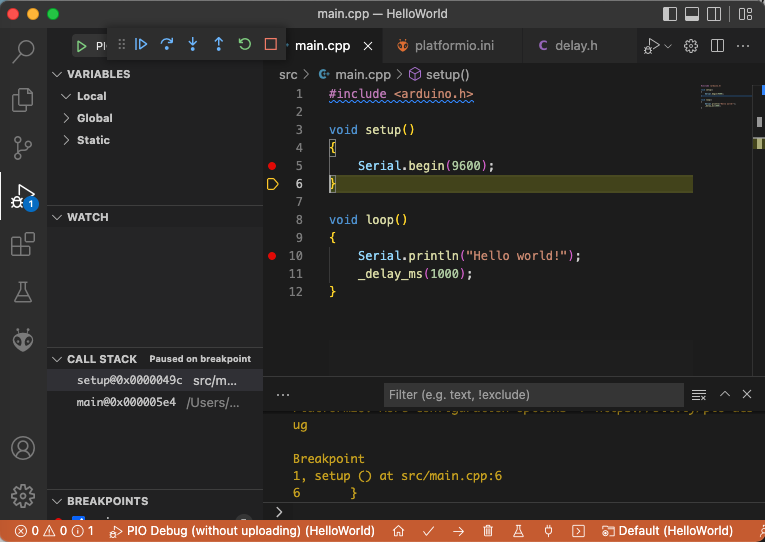 main.cpp — HelloWorld
main.cpp
platformio.ini
C delay.h
src > main.cpp > setup()
VARIABLES
Local
Global
Static
WATCH
1
CALL STACK Paused on breakpoint
setup@0x0000049c src/m...
main@0x000005e4 /Users/...
BREAKPOINTS
1 #include <arduino.h>
2
3 void setup()
4 {
5 Serial.begin(9600);
6 }
7
8 void loop()
9 {
10 Serial.println("Hello world!");
11 _delay_ms(1000);
12 }
Filter (e.g. text, !exclude)
ug
Breakpoint
1, setup () at src/main.cpp:6
6 }
0 0 1 PIO Debug (without uploading) (HelloWorld) Default (HelloWorld)